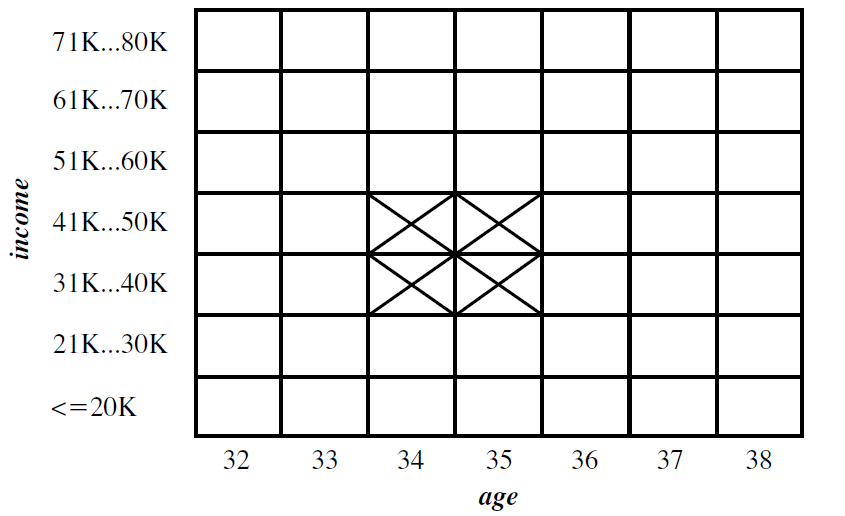 71K...80K
61K...70K
51K...60K
41K...50K
31K...40K
21K...30K
<=20K
income
32 33 34 35 36 37 38
age